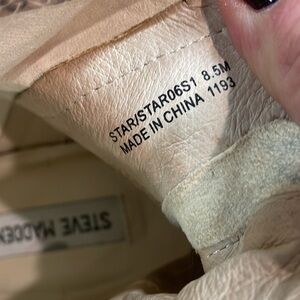 STAR/STAR06S1 8.5M
MADE IN CHINA 1193
STEVE MADDEN